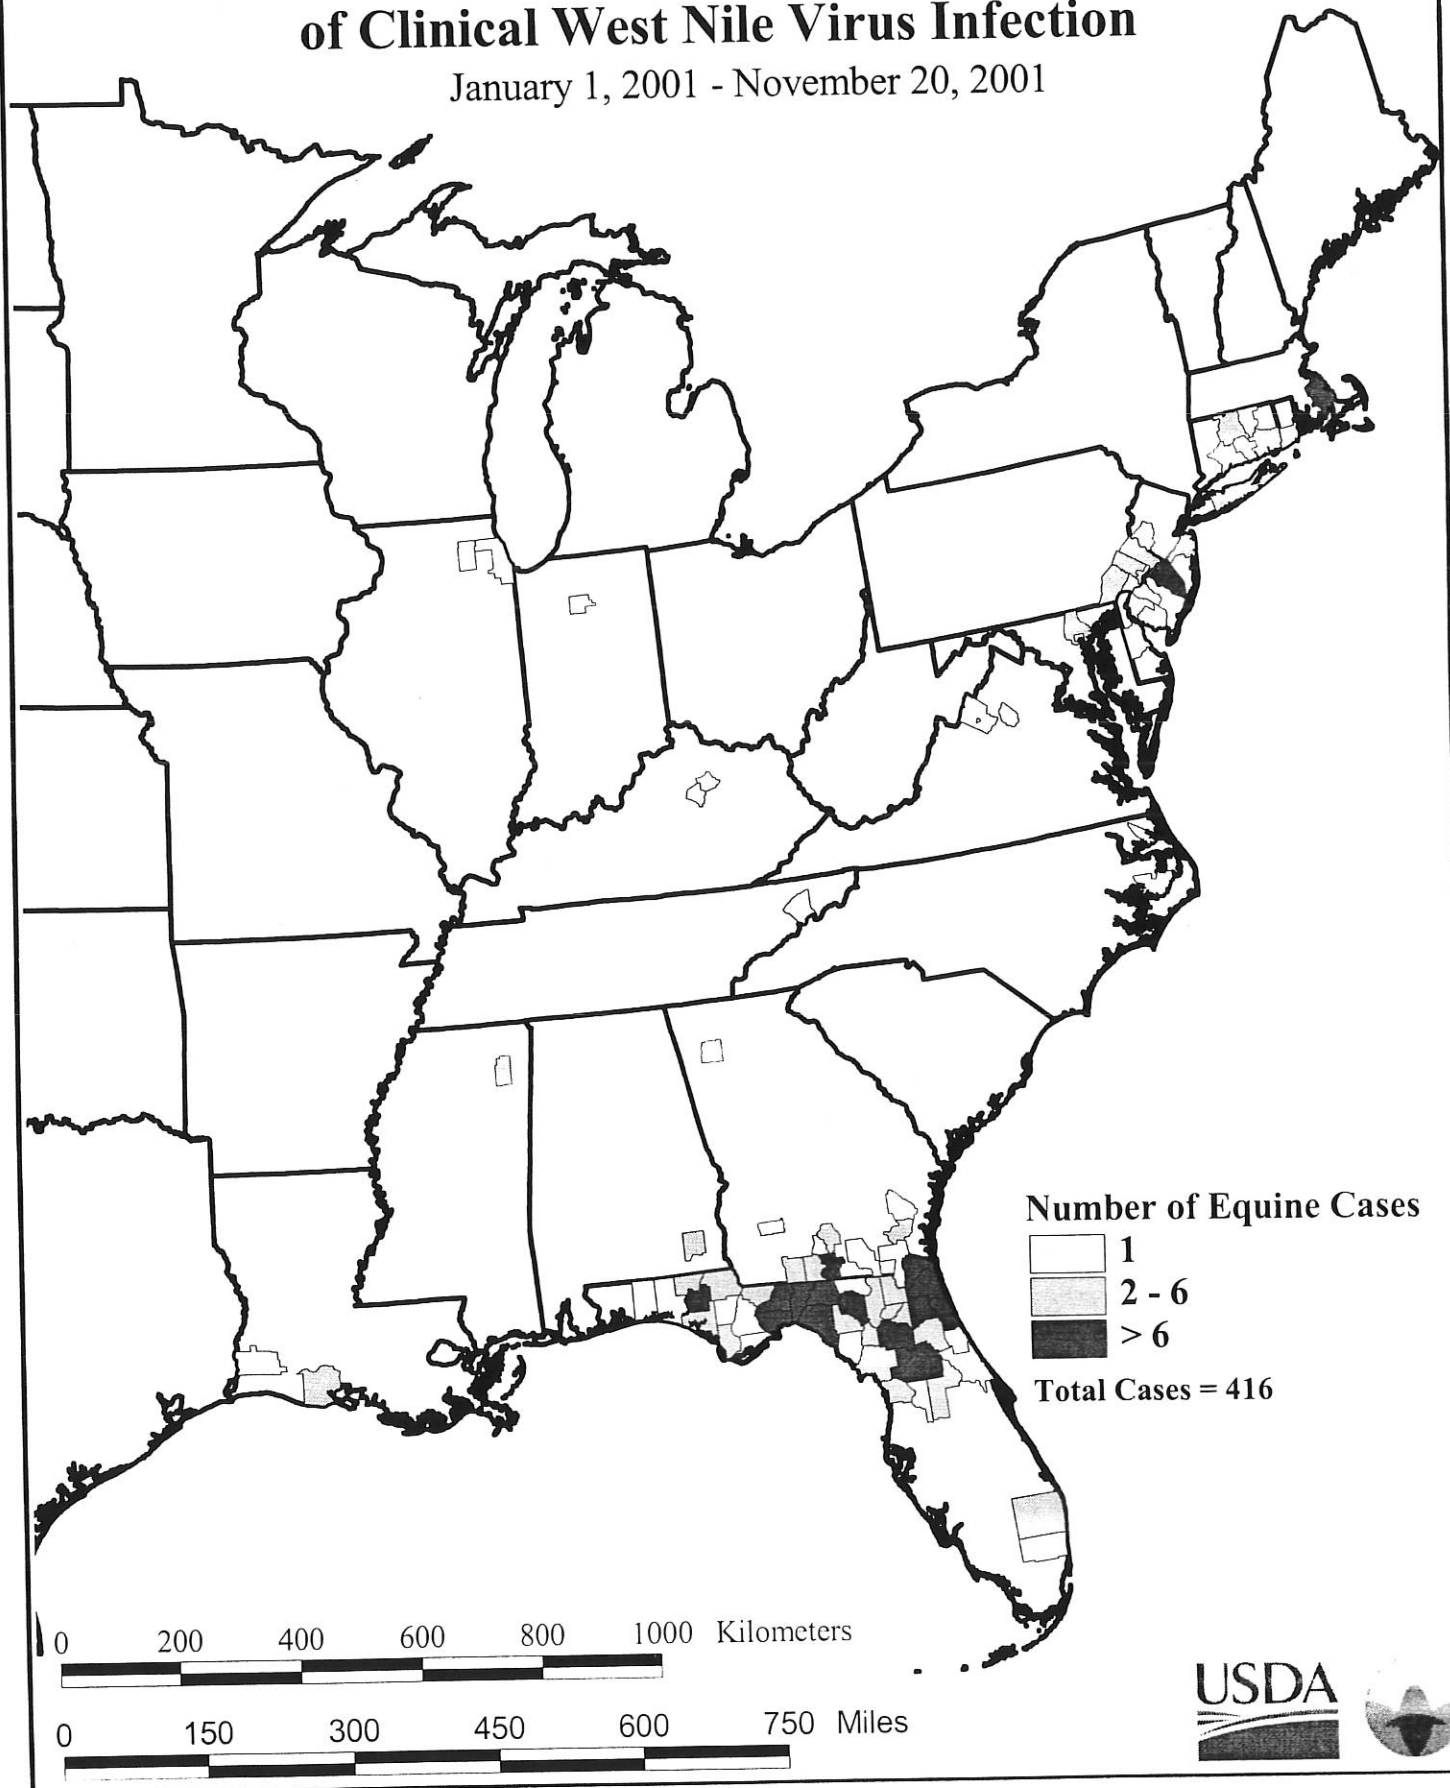 of Clinical West Nile Virus Infection
January 1, 2001 - November 20, 2001
Number of Equine Cases
1
2 - 6
> 6
Total Cases = 416
0 200 400 600 800 1000 Kilometers
0 150 300 450 600 750 Miles
USDA